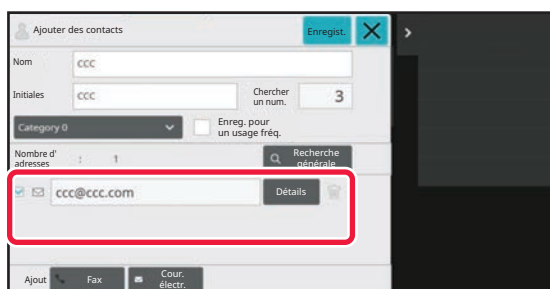 Ajouter des contacts
Enregist.
Nom
ccc
Initiales
ccc
Chercher
un num.
3
Category 0
Enreg. pour
un usage fréq.
Nombre d'
adresses
: 1
Recherche
générale
ccc@ccc.com
Détails
Ajout
Fax
Cour.
électr.